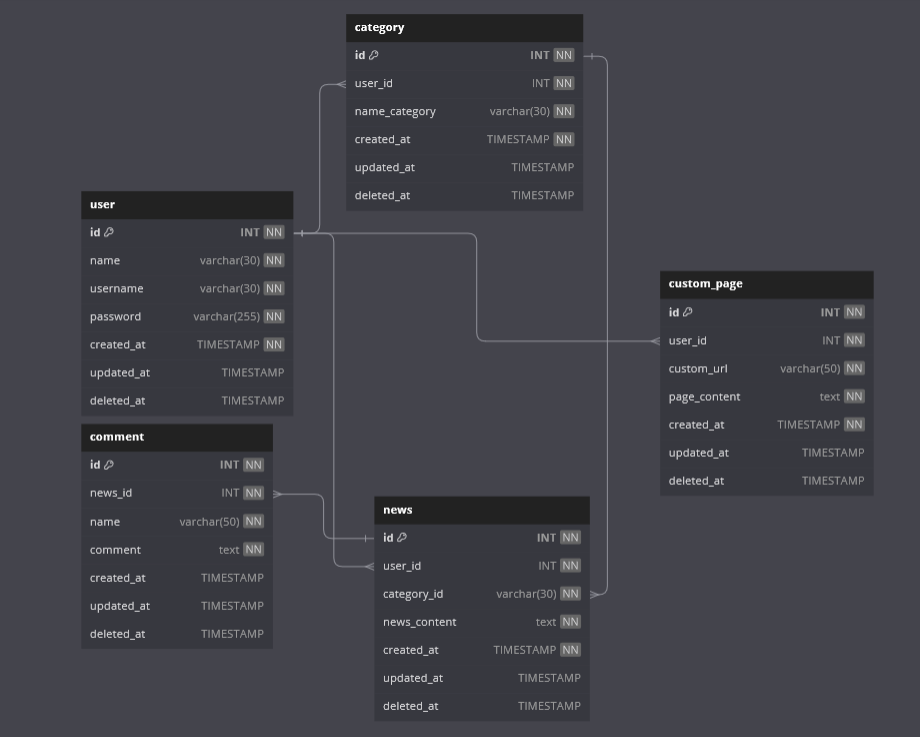 category
id INT NN
user_id INT NN
name_category varchar(30) NN
created_at TIMESTAMP NN
updated_at TIMESTAMP
deleted_at TIMESTAMP
user
id INT NN
name varchar(30) NN
username varchar(30) NN
password varchar(255) NN
created_at TIMESTAMP NN
updated_at TIMESTAMP
deleted_at TIMESTAMP
custom_page
id INT NN
user_id INT NN
custom_url varchar(50) NN
page_content text NN
created_at TIMESTAMP NN
updated_at TIMESTAMP
deleted_at TIMESTAMP
comment
id INT NN
news_id INT NN
name varchar(50) NN
comment text NN
created_at TIMESTAMP
updated_at TIMESTAMP
deleted_at TIMESTAMP
news
id INT NN
user_id INT NN
category_id varchar(30) NN
news_content text NN
created_at TIMESTAMP NN
updated_at TIMESTAMP
deleted_at TIMESTAMP